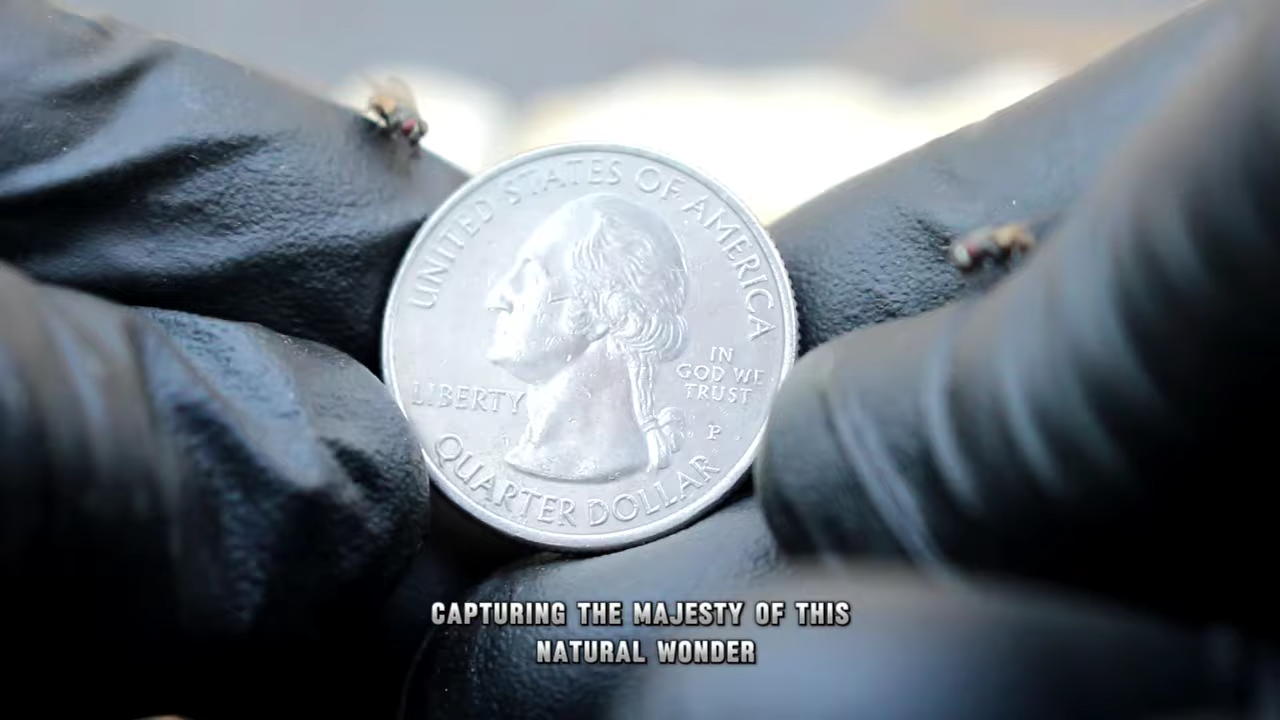 UNITED STATES OF AMERICA
LIBERTY
IN
GOD WE
TRUST
P
QUARTER DOLLAR
CAPTURING THE MAJESTY OF THIS
NATURAL WONDER